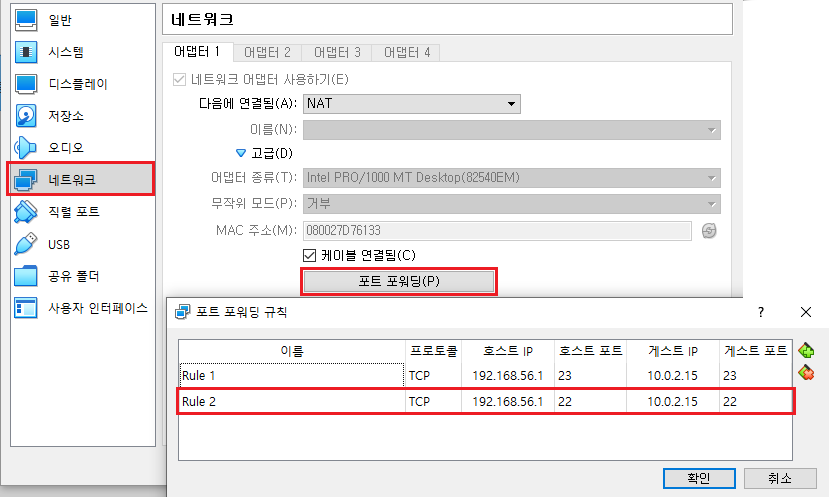 일반
시스템
디스플레이
저장소
오디오
네트워크
직렬 포트
USB
공유 폴더
사용자 인터페이스
네트워크
어댑터 1 어댑터 2 어댑터 3 어댑터 4
네트워크 어댑터 사용하기(E)
다음에 연결됨(A): NAT
이름(N):
고급(D)
어댑터 종류(T): Intel PRO/1000 MT Desktop(82540EM)
무작위 모드(P): 거부
MAC 주소(M): 080027D76133
케이블 연결됨(C)
포트 포워딩(P)
포트 포워딩 규칙 ?
이름 프로토콜 호스트 IP 호스트 포트 게스트 IP 게스트 포트
Rule 1 TCP 192.168.56.1 23 10.0.2.15 23
Rule 2 TCP 192.168.56.1 22 10.0.2.15 22
확인 취소